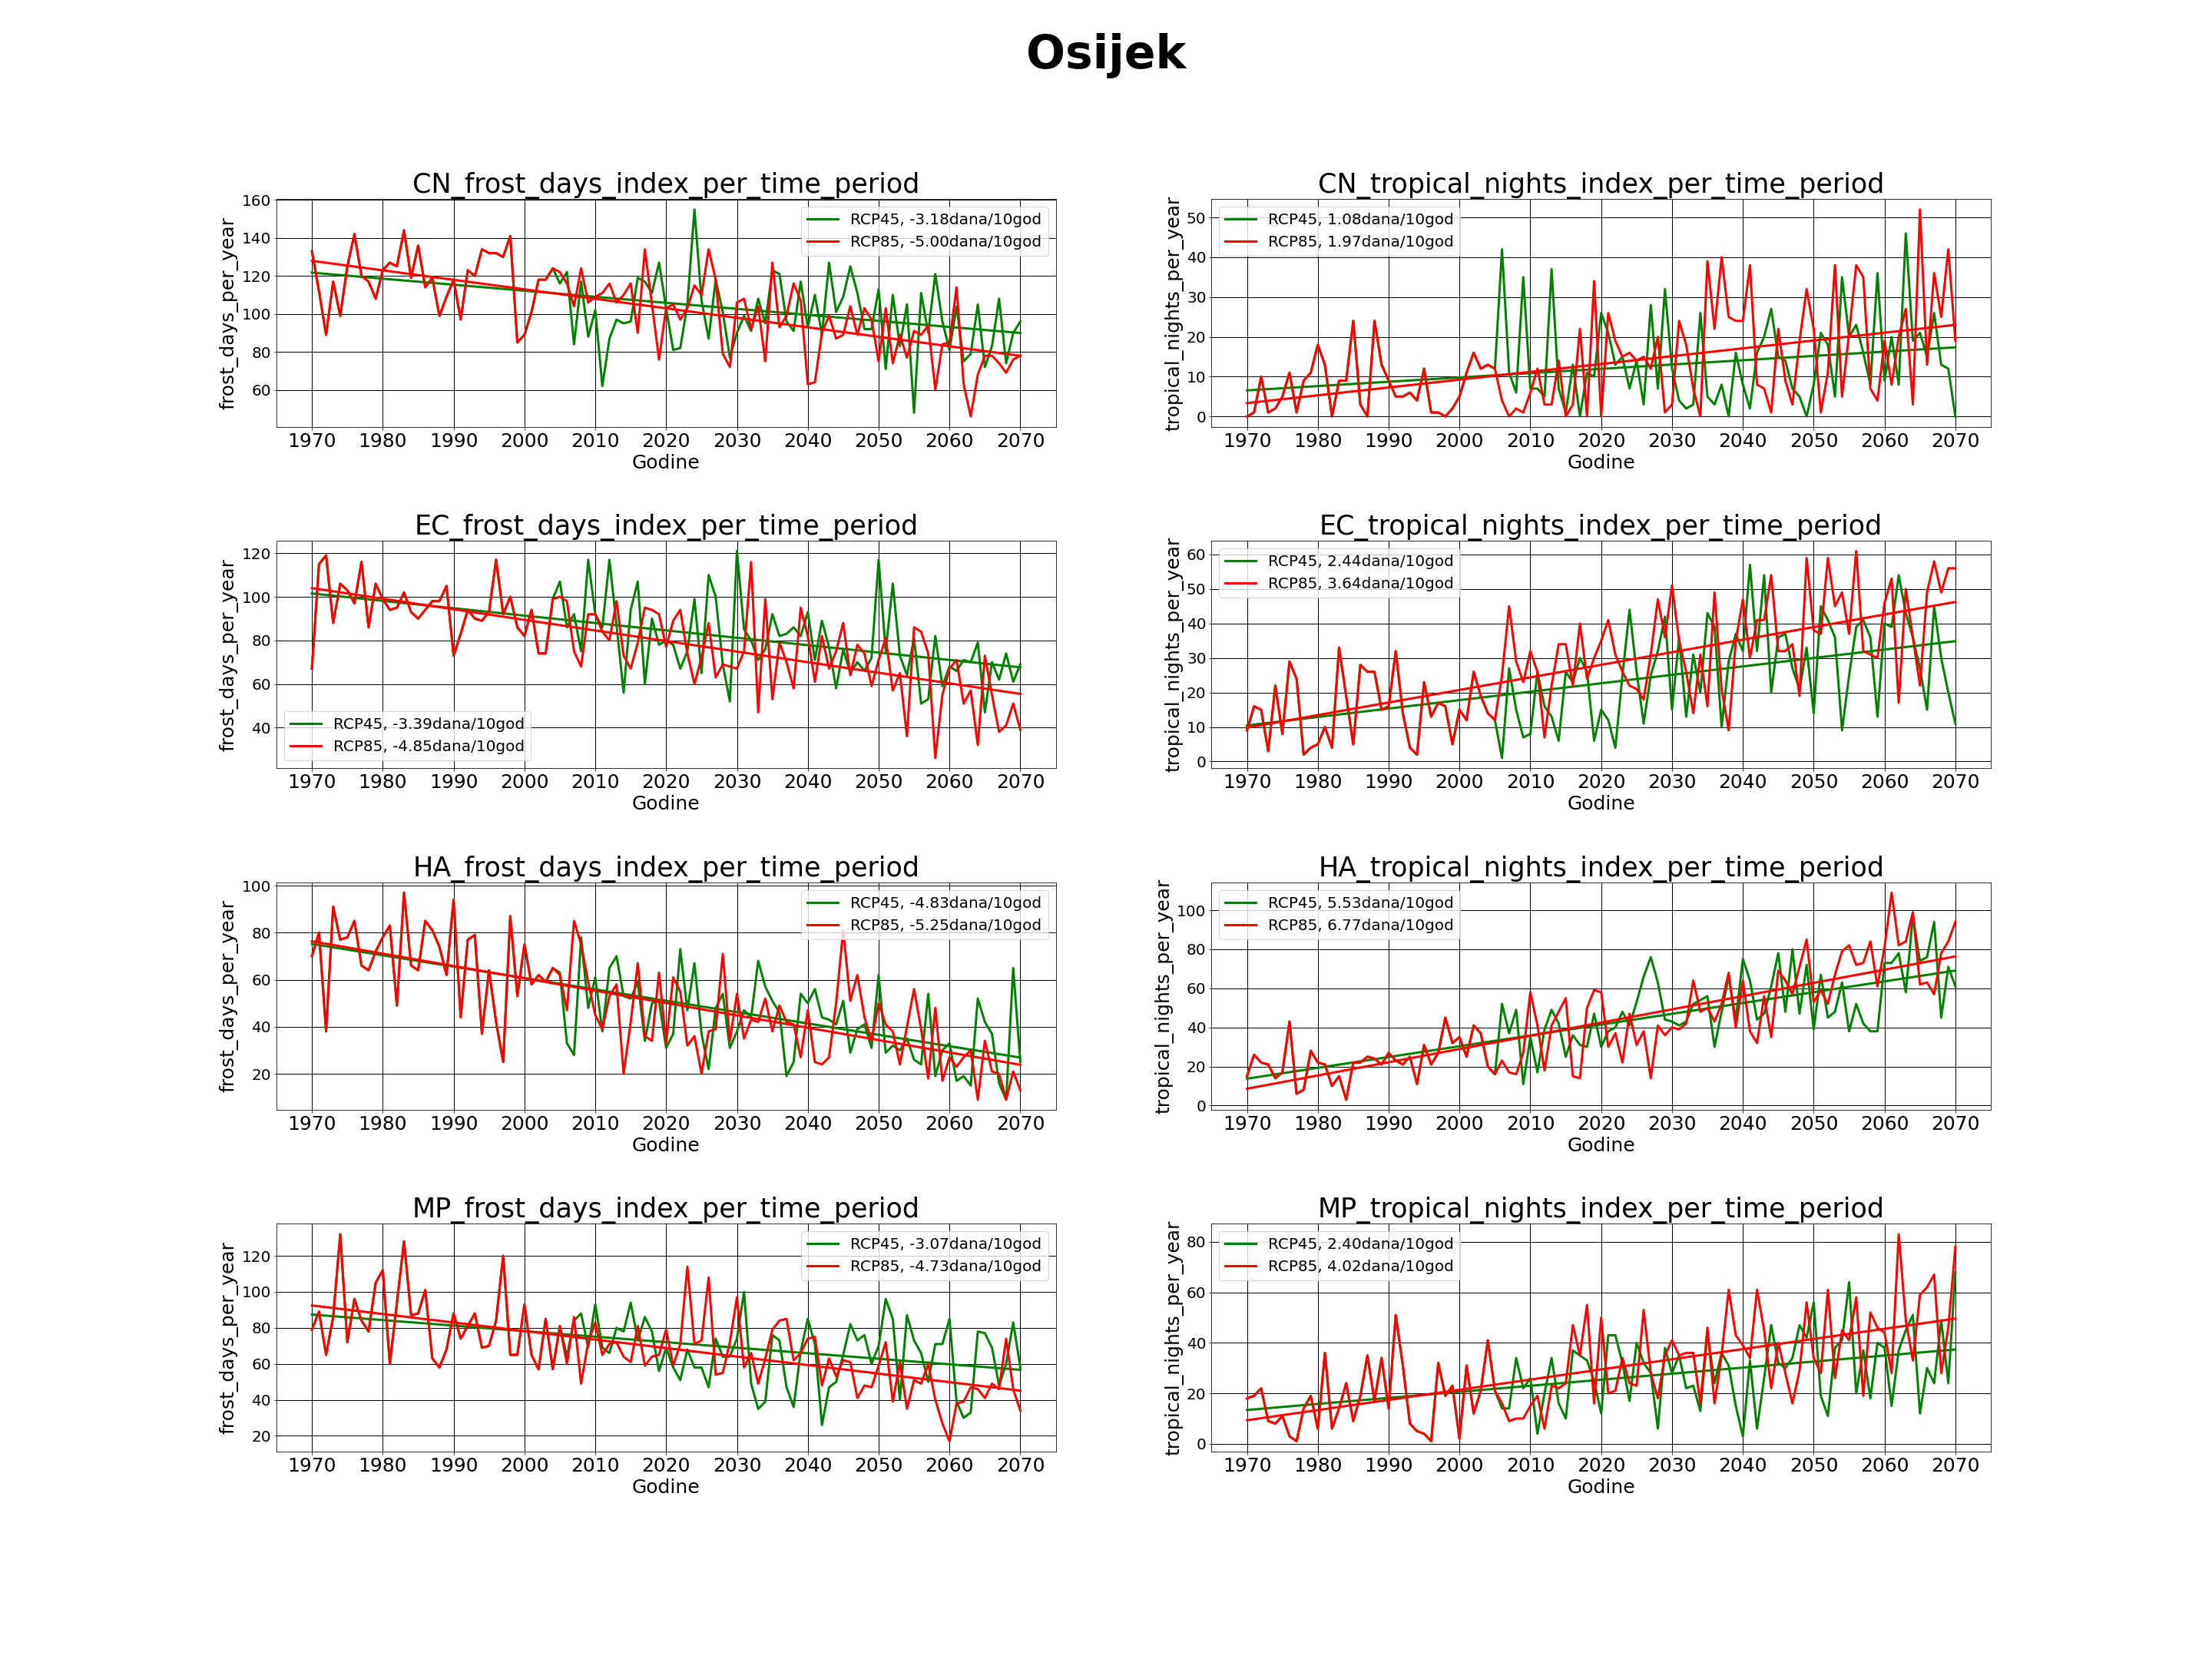 Osijek
CN_frost_days_index_per_time_period
frost_days_per_year
160
140
120
100
80
60
RCP45, -3.18dana/10god
RCP85, -5.00dana/10god
1970 1980 1990 2000 2010 2020 2030 2040 2050 2060 2070
Godine
CN_tropical_nights_index_per_time_period
tropical_nights_per_year
50
40
30
20
10
0
RCP45, 1.08dana/10god
RCP85, 1.97dana/10god
1970 1980 1990 2000 2010 2020 2030 2040 2050 2060 2070
Godine
EC_frost_days_index_per_time_period
frost_days_per_year
120
100
80
60
40
RCP45, -3.39dana/10god
RCP85, -4.85dana/10god
1970 1980 1990 2000 2010 2020 2030 2040 2050 2060 2070
Godine
EC_tropical_nights_index_per_time_period
tropical_nights_per_year
60
50
40
30
20
10
0
RCP45, 2.44dana/10god
RCP85, 3.64dana/10god
1970 1980 1990 2000 2010 2020 2030 2040 2050 2060 2070
Godine
HA_frost_days_index_per_time_period
frost_days_per_year
100
80
60
40
20
RCP45, -4.83dana/10god
RCP85, -5.25dana/10god
1970 1980 1990 2000 2010 2020 2030 2040 2050 2060 2070
Godine
HA_tropical_nights_index_per_time_period
tropical_nights_per_year
100
80
60
40
20
0
RCP45, 5.53dana/10god
RCP85, 6.77dana/10god
1970 1980 1990 2000 2010 2020 2030 2040 2050 2060 2070
Godine
MP_frost_days_index_per_time_period
frost_days_per_year
120
100
80
60
40
20
RCP45, -3.07dana/10god
RCP85, -4.73dana/10god
1970 1980 1990 2000 2010 2020 2030 2040 2050 2060 2070
Godine
MP_tropical_nights_index_per_time_period
tropical_nights_per_year
80
60
40
20
0
RCP45, 2.40dana/10god
RCP85, 4.02dana/10god
1970 1980 1990 2000 2010 2020 2030 2040 2050 2060 2070
Godine